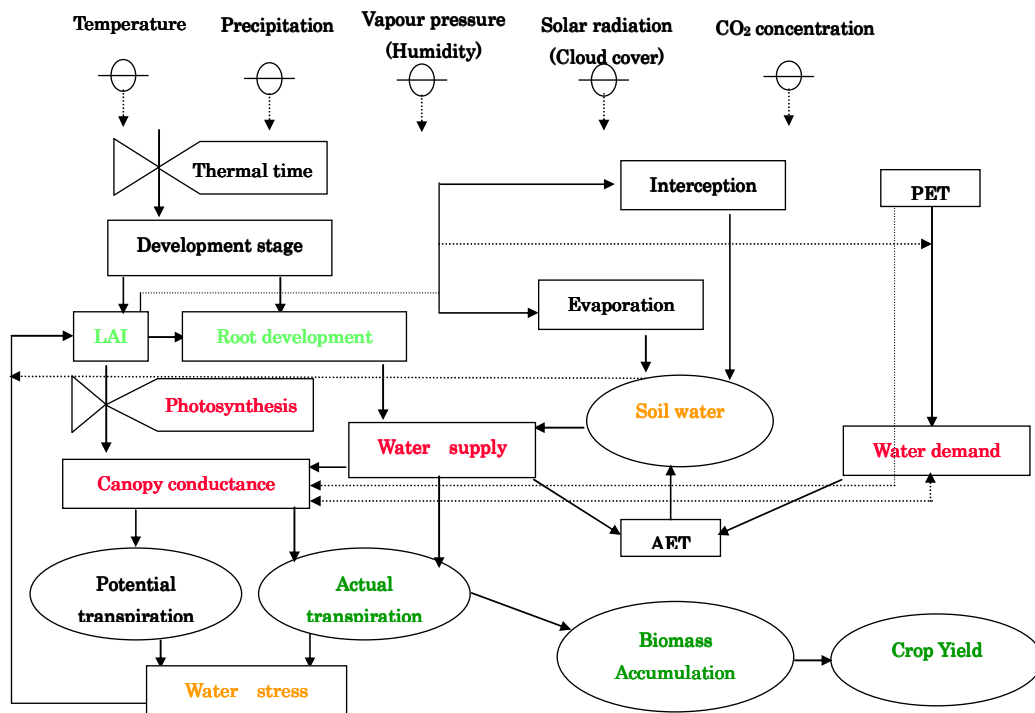 Temperature
Precipitation
Vapour pressure
(Humidity)
Solar radiation
(Cloud cover)
CO₂ concentration
Thermal time
Interception
PET
Development stage
Evaporation
LAI
Root development
Photosynthesis
Soil water
Water supply
Water demand
Canopy conductance
AET
Potential
transpiration
Actual
transpiration
Biomass
Accumulation
Crop Yield
Water stress